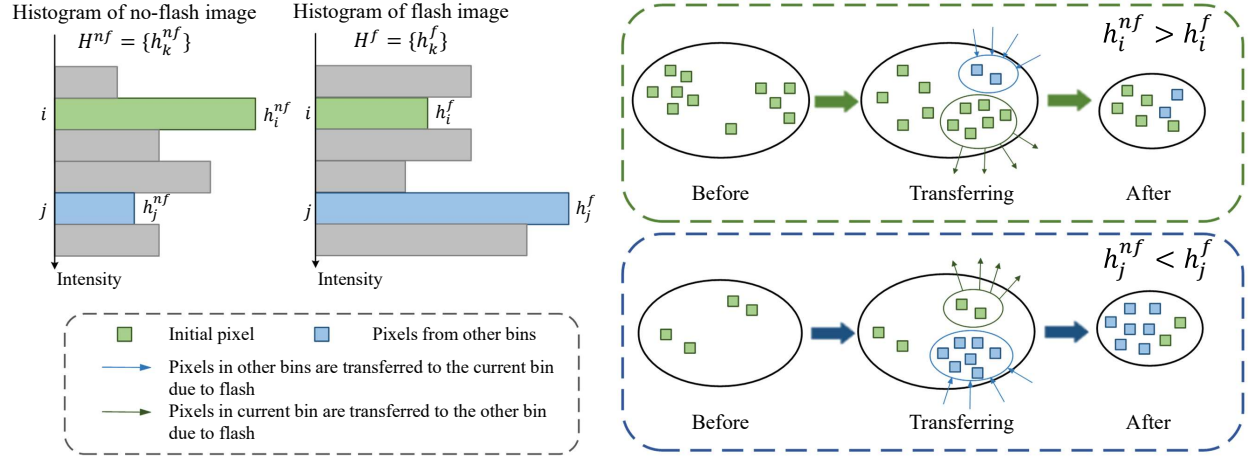 Histogram of no-flash image
H^{nf} = {h_k^{nf}}
i
h_i^{nf}
j
h_j^{nf}
Intensity
Histogram of flash image
H^f = {h_k^f}
i
h_i^f
j
h_j^f
Intensity
Initial pixel
Pixels from other bins
Pixels in other bins are transferred to the current bin
due to flash
Pixels in current bin are transferred to the other bin
due to flash
h_i^{nf} > h_i^f
Before
Transferring
After
h_j^{nf} < h_j^f
Before
Transferring
After